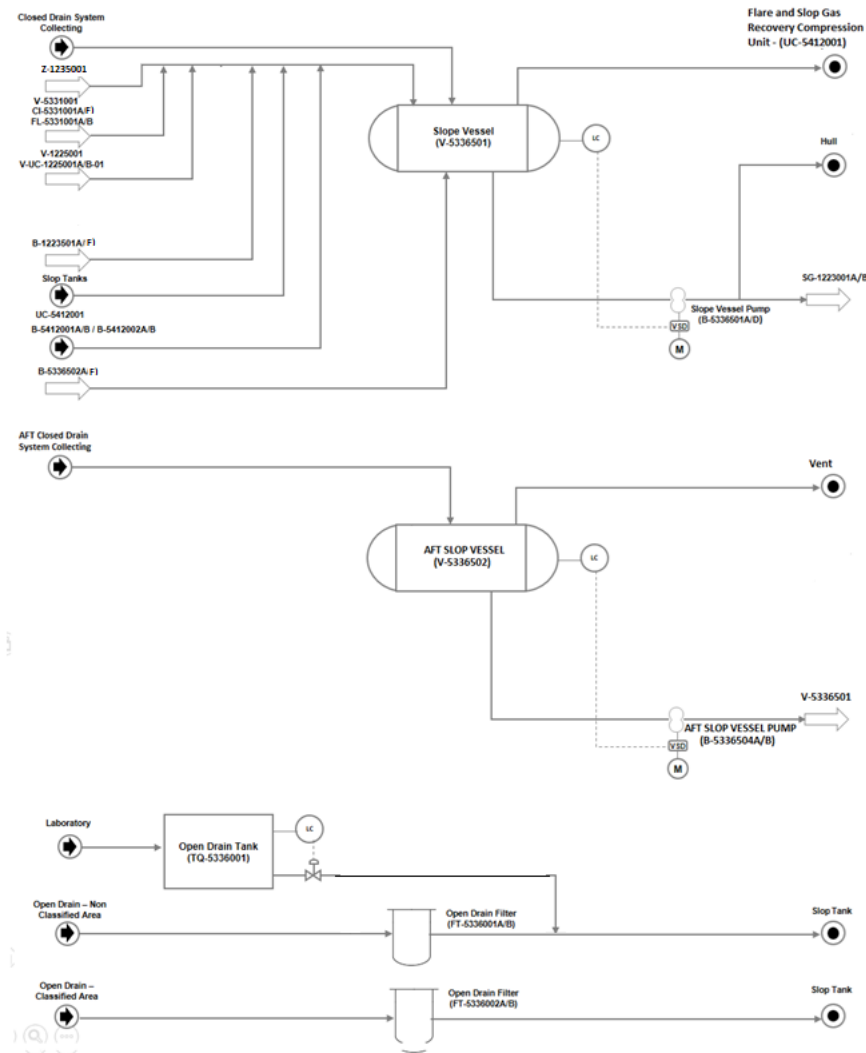 Closed Drain System
Collecting
Z-1235001
V-5331001
CI-5331001A/F)
FL-5331001A/B
V-1225001
V-UC-1225001A/B-01
B-1223501A/F)
Slop Tanks
UC-5412001
B-5412001A/B / B-5412002A/B
B-5336502A(F)
Slope Vessel
(V-5336501)
LC
Flare and Slop Gas
Recovery Compression
Unit - (UC-5412001)
Hull
SG-1223001A/B
Slope Vessel Pump
(B-5336501A/D)
VSD
M
AFT Closed Drain
System Collecting
AFT SLOP VESSEL
(V-5336502)
LC
Vent
V-5336501
AFT SLOP VESSEL PUMP
(B-5336504A/B)
VSD
M
Laboratory
Open Drain Tank
(TQ-5336001)
LC
Open Drain – Non
Classified Area
Open Drain Filter
(FT-5336001A/B)
Slop Tank
Open Drain –
Classified Area
Open Drain Filter
(FT-5336002A/B)
Slop Tank